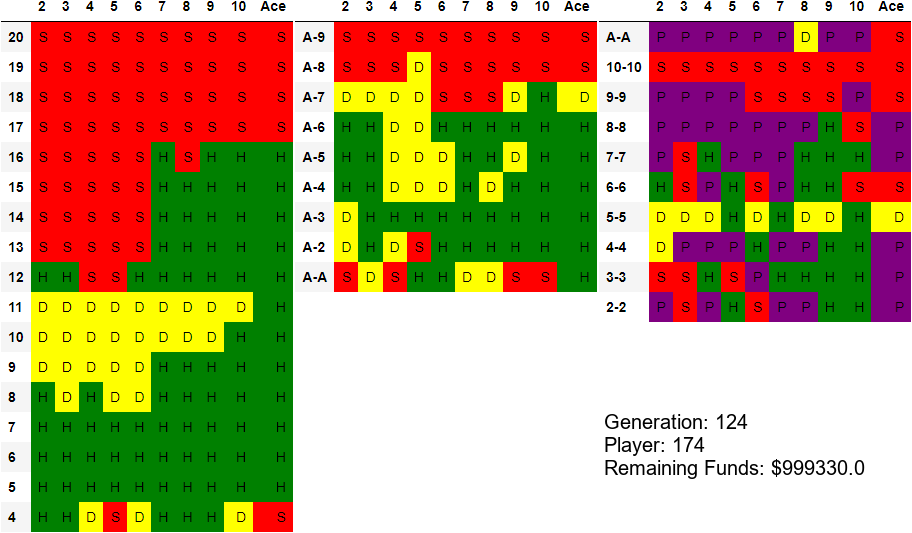 2 3 4 5 6 7 8 9 10 Ace
20 S S S S S S S S S S
19 S S S S S S S S S S
18 S S S S S S S S S S
17 S S S S S S S S S S
16 S S S S S H S H H H
15 S S S S S H H H H H
14 S S S S S H H H H H
13 S S S S S H H H H H
12 H H S S H H H H H H
11 D D D D D D D D D H
10 D D D D D D D D H H
9 D D D D D H H H H H
8 H D H D D H H H H H
7 H H H H H H H H H H
6 H H H H H H H H H H
5 H H H H H H H H H H
4 H H D S D H H H D S
2 3 4 5 6 7 8 9 10 Ace
A-9 S S S S S S S S S S
A-8 S S S D S S S S S S
A-7 D D D D S S S D H D
A-6 H H D D H H H H H H
A-5 H H D D D H H D H H
A-4 H H D D D H D H H H
A-3 D H H H H H H H H H
A-2 D H D S H H H H H H
A-A S D S H H D D S S H
2 3 4 5 6 7 8 9 10 Ace
A-A P P P P P P D P P S
10-10 S S S S S S S S S S
9-9 P P P P S S S S P S
8-8 P P P P P P P H S P
7-7 P S H P P P H H H P
6-6 H S P H S P H H S S
5-5 D D D H D H D D H D
4-4 D P P P H P P H H P
3-3 S S H S P H H H H P
2-2 P S P H S P P H H P
Generation: 124
Player: 174
Remaining Funds: $999330.0